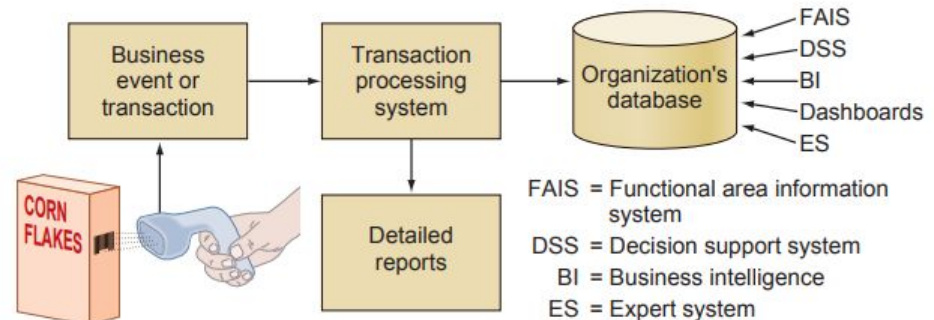 Business
event or
transaction
Transaction
processing
system
Organization's
database
FAIS
DSS
BI
Dashboards
ES
CORN
FLAKES
Detailed
reports
FAIS = Functional area information
system
DSS = Decision support system
BI = Business intelligence
ES = Expert system